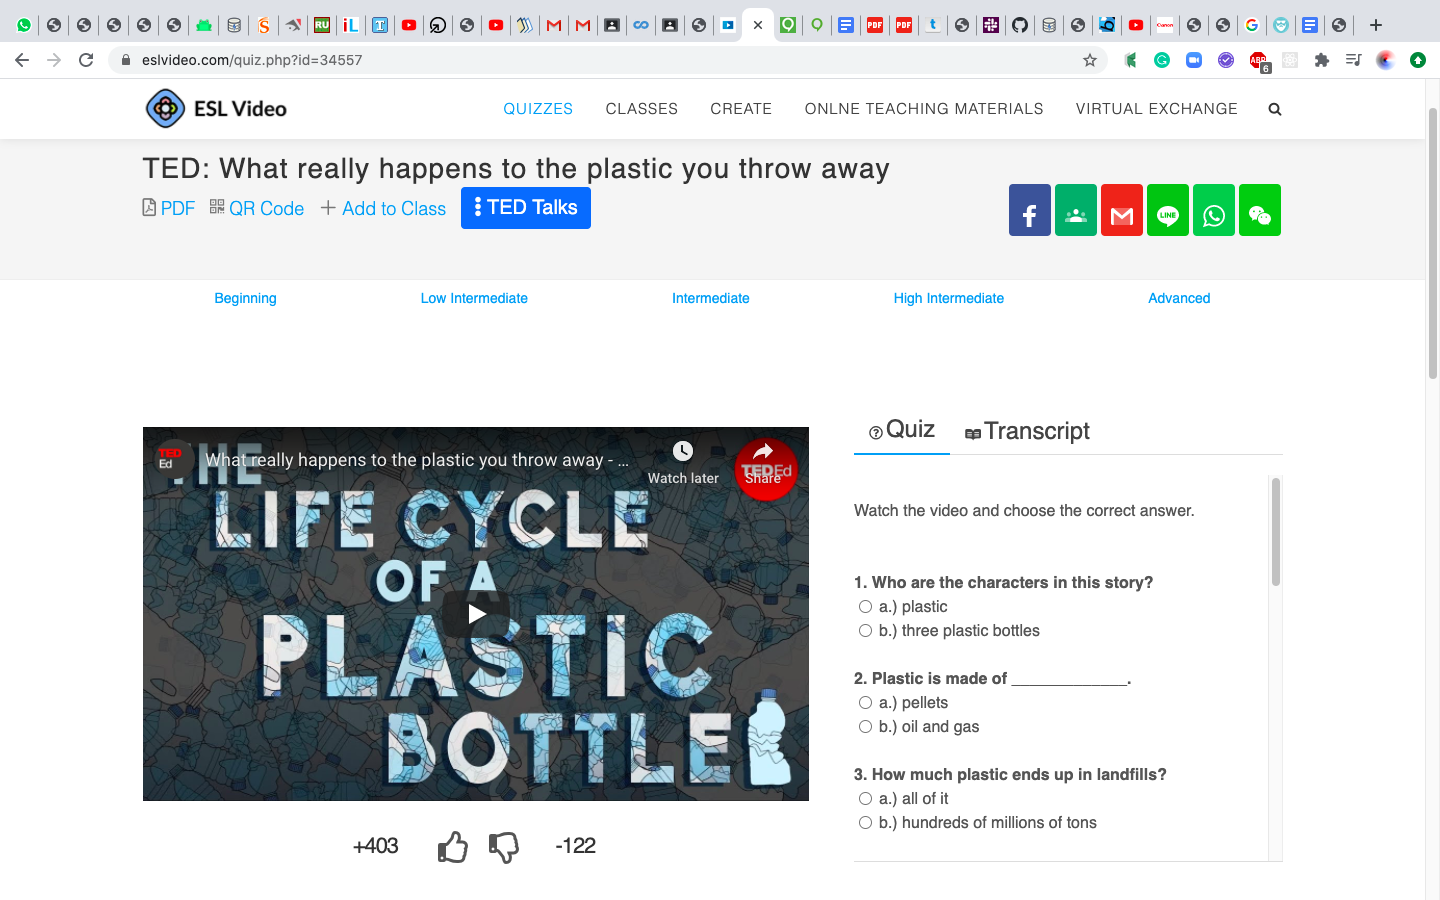 eslvideo.com/quiz.php?id=34557
6
ESL Video
QUIZZES
CLASSES
CREATE
ONLNE TEACHING MATERIALS
VIRTUAL EXCHANGE
TED: What really happens to the plastic you throw away
PDF
QR Code
Add to Class
TED Talks
LINE
Beginning
Low Intermediate
Intermediate
High Intermediate
Advanced
TED Ed
What really happens to the plastic you throw away - ...
Watch later
Share
TEDEd
THE
LIFE CYCLE
OF A
PLASTIC
BOTTLE
+403
-122
Quiz
Transcript
Watch the video and choose the correct answer.
1. Who are the characters in this story?
a.) plastic
b.) three plastic bottles
2. Plastic is made of _____________.
a.) pellets
b.) oil and gas
3. How much plastic ends up in landfills?
a.) all of it
b.) hundreds of millions of tons